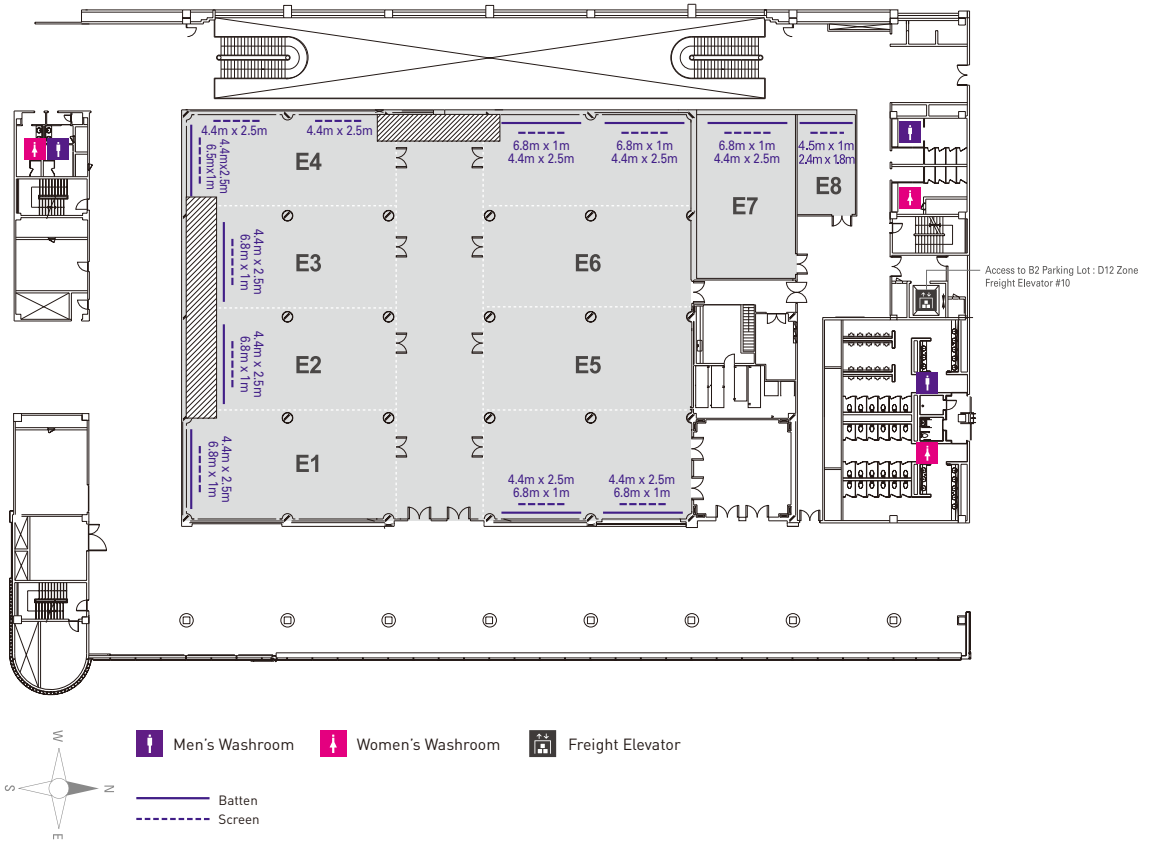 4.4m x 2.5m
4.4m x 2.5m
6.8m x 1m
4.4m x 2.5m
6.8m x 1m
4.4m x 2.5m
6.8m x 1m
4.4m x 2.5m
4.5m x 1m
2.4m x 1.8m
4.4mx2.5m
6.5mx1m
E4
E7
E8
4.4m x 2.5m
6.8m x 1m
E3
E6
Access to B2 Parking Lot : D12 Zone
Freight Elevator #10
4.4m x 2.5m
6.8m x 1m
E2
E5
4.4m x 2.5m
6.8m x 1m
E1
4.4m x 2.5m
6.8m x 1m
4.4m x 2.5m
6.8m x 1m
Men's Washroom
Women's Washroom
Freight Elevator
W
S
N
E
Batten
Screen